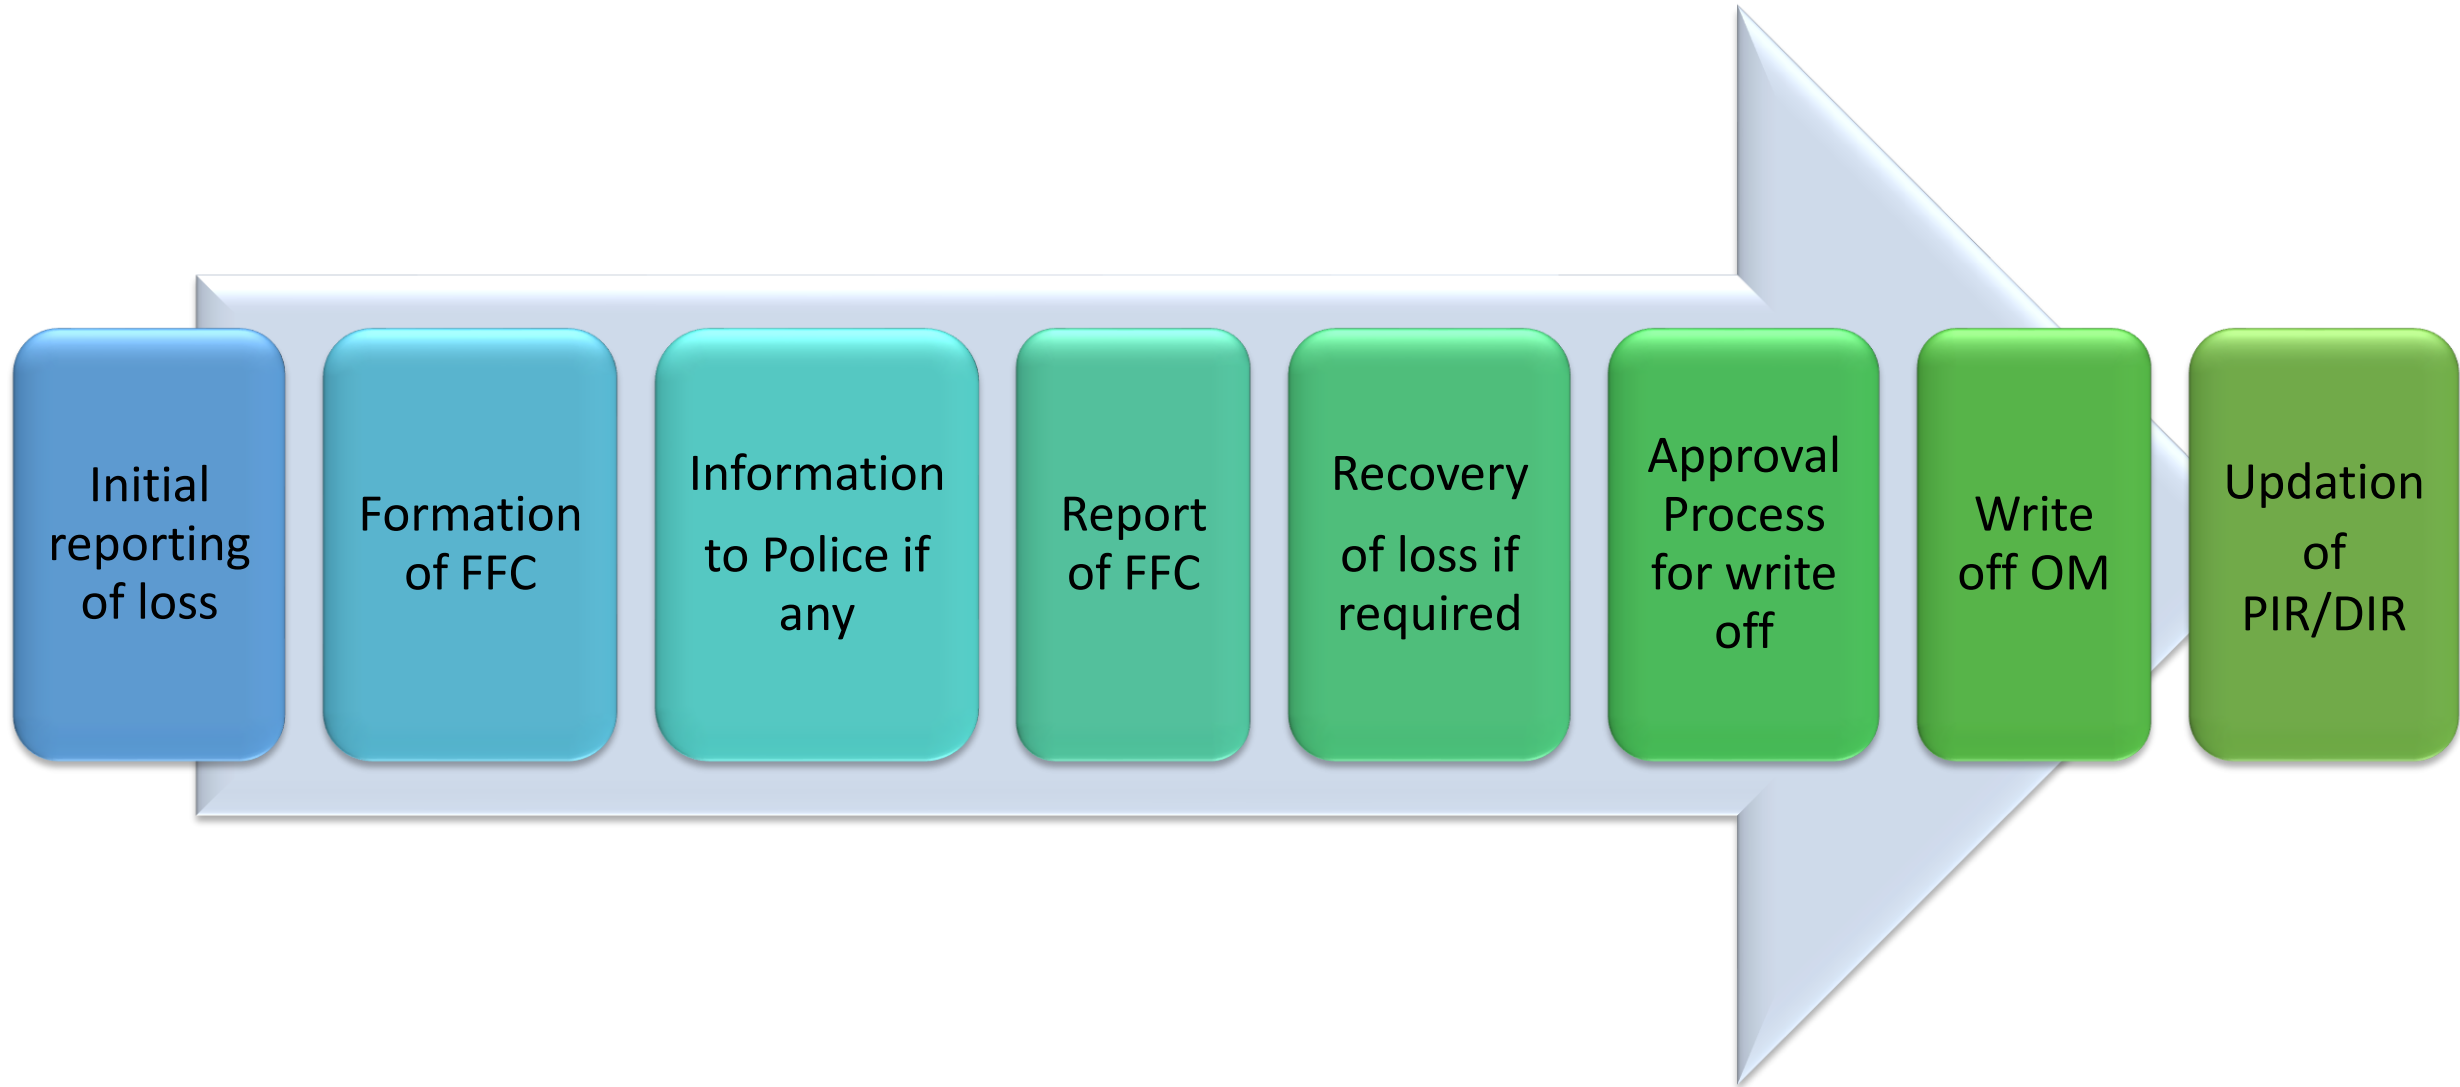 Initial
reporting
of loss
Formation
of FFC
Information
to Police if
any
Report
of FFC
Recovery
of loss if
required
Approval
Process
for write
off
Write
off OM
Updation
of
PIR/DIR